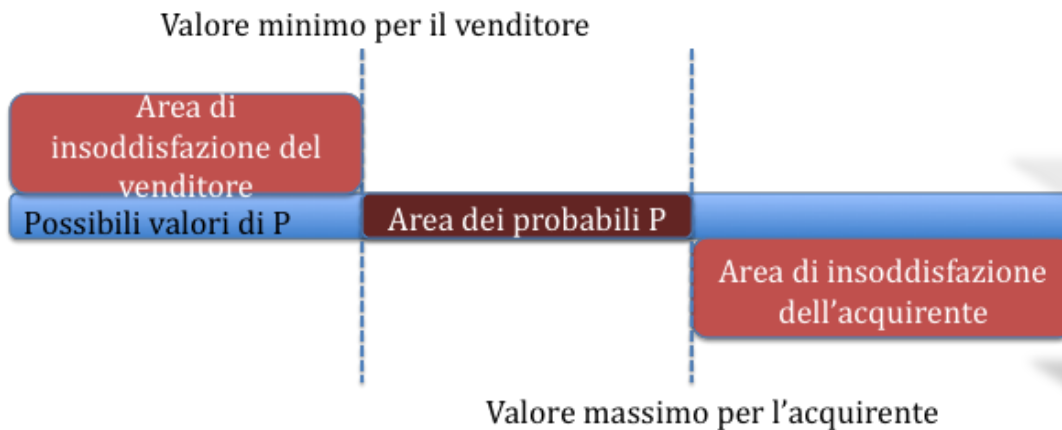 Valore minimo per il venditore
Area di
insoddisfazione del
venditore
Possibili valori di P
Area dei probabili P
Area di insoddisfazione
dell’acquirente
Valore massimo per l’acquirente